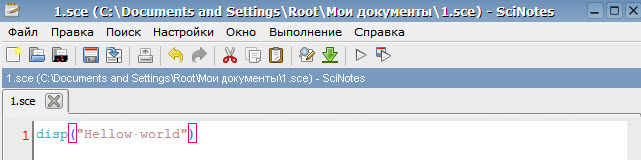 1.sce (C:\Documents and Settings\Root\Мои документы\1.sce) - SciNotes
Файл Правка Поиск Настройки Окно Выполнение Справка
1.sce (C:\Documents and Settings\Root\Мои документы\1.sce) - SciNotes
1.sce
1 disp("Hellow world")